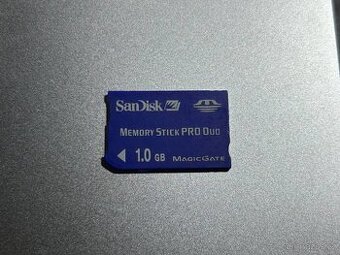 SanDisk
MEMORY STICK PRO DUO
1.0 GB MAGICGATE